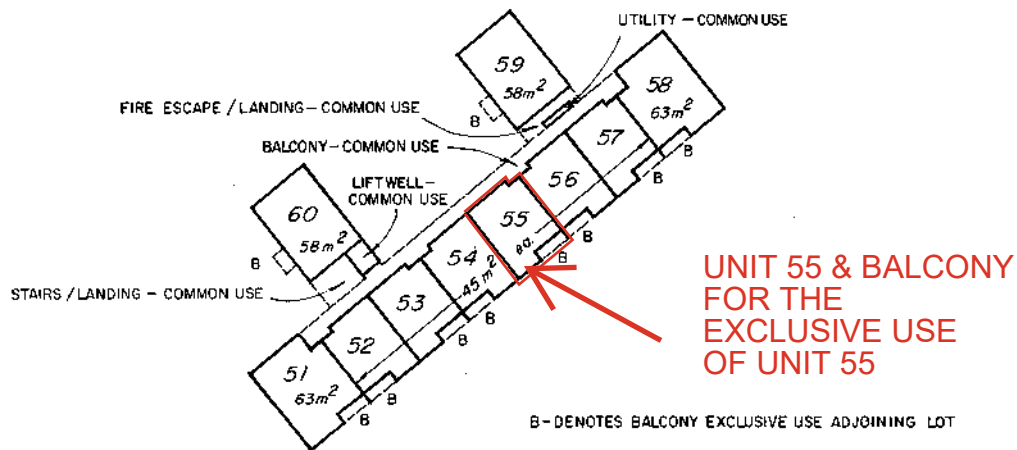 UTILITY – COMMON USE
59
58m²
58
63m²
FIRE ESCAPE / LANDING – COMMON USE
B
57
BALCONY – COMMON USE
B
56
B
LIFTWELL –
COMMON USE
60
58m²
55
ea.
B
B
54
45m²
B
UNIT 55 & BALCONY
FOR THE
EXCLUSIVE USE
OF UNIT 55
STAIRS / LANDING – COMMON USE
53
B
52
B
51
63m²
B
B
B – DENOTES BALCONY EXCLUSIVE USE ADJOINING LOT